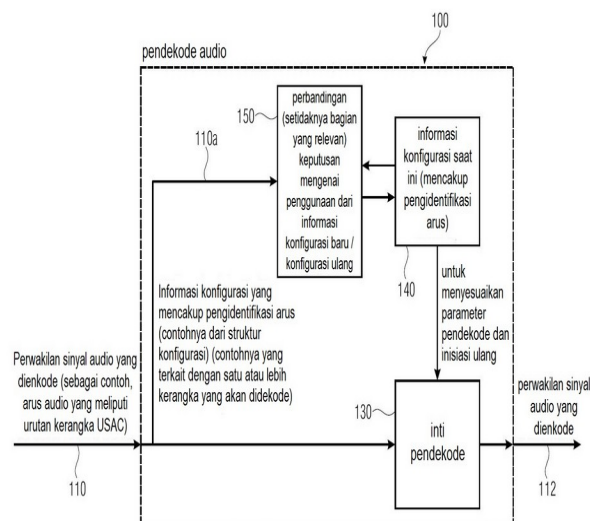 100
pendekode audio
150
perbandingan
(setidaknya bagian
yang relevan)
keputusan
mengenai
penggunaan dari
informasi
konfigurasi baru /
konfigurasi ulang
110a
informasi
konfigurasi saat
ini (mencakup
pengidentifikasi
arus)
140
untuk
menyesuaikan
parameter
pendekode dan
inisiasi ulang
Informasi konfigurasi yang
mencakup pengidentifikasi arus
(contohnya dari struktur
konfigurasi) (contohnya yang
terkait dengan satu atau lebih
kerangka yang akan didekode)
Perwakilan sinyal audio yang
dienkode (sebagai contoh,
arus audio yang meliputi
urutan kerangka USAC)
110
130
inti
pendekode
perwakilan sinyal
audio yang
dienkode
112